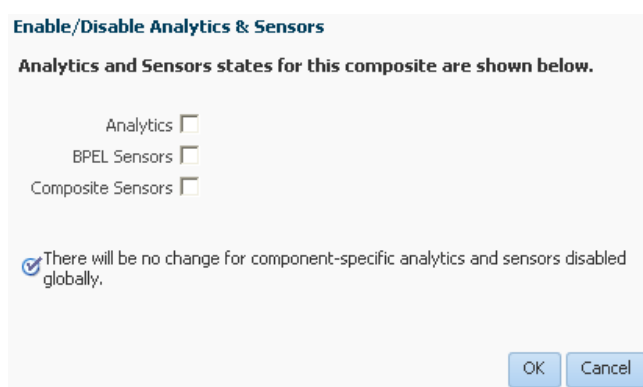 Enable/Disable Analytics & Sensors
Analytics and Sensors states for this composite are shown below.
Analytics
BPEL Sensors
Composite Sensors
There will be no change for component-specific analytics and sensors disabled
globally.
OK Cancel